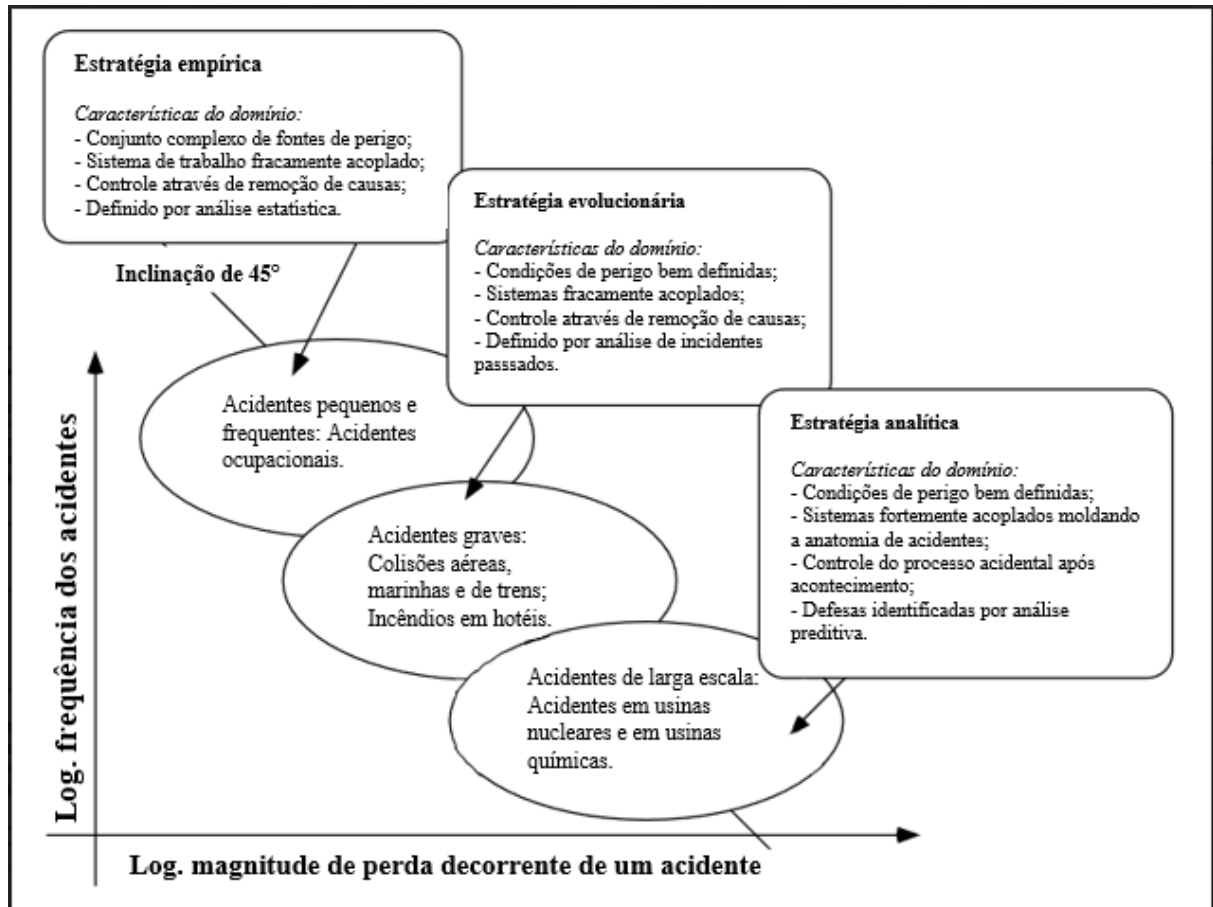 Estratégia empírica
Características do domínio:
- Conjunto complexo de fontes de perigo;
- Sistema de trabalho fracamente acoplado;
- Controle através de remoção de causas;
- Definido por análise estatística.
Estratégia evolucionária
Características do domínio:
- Condições de perigo bem definidas;
- Sistemas fracamente acoplados;
- Controle através de remoção de causas;
- Definido por análise de incidentes
passsados.
Inclinação de 45°
Estratégia analítica
Características do domínio:
- Condições de perigo bem definidas;
- Sistemas fortemente acoplados moldando
a anatomia de acidentes;
- Controle do processo acidental após
acontecimento;
- Defesas identificadas por análise
preditiva.
Acidentes pequenos e
frequentes: Acidentes
ocupacionais.
Acidentes graves:
Colisões aéreas,
marinhas e de trens;
Incêndios em hotéis.
Acidentes de larga escala:
Acidentes em usinas
nucleares e em usinas
químicas.
Log. frequência dos acidentes
Log. magnitude de perda decorrente de um acidente